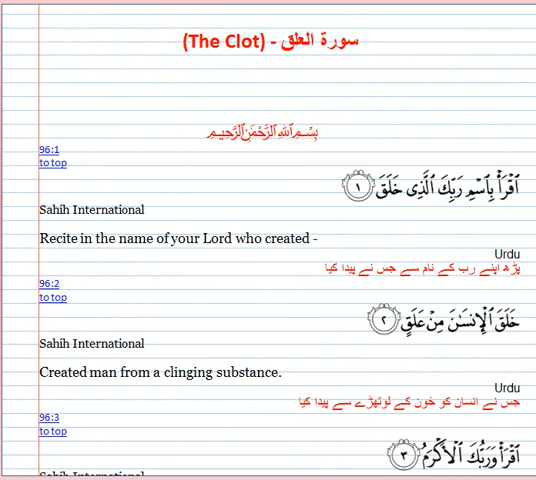 (The Clot) - سورة العلق
بِسْمِ ٱللَّهِ ٱلرَّحْمَٰنِ ٱلرَّحِيمِ
96:1
to top
ٱقْرَأْ بِٱسْمِ رَبِّكَ ٱلَّذِى خَلَقَ ١
Sahih International
Recite in the name of your Lord who created -
Urdu
پڑھ اپنے رب کے نام سے جس نے پیدا کیا
96:2
to top
خَلَقَ ٱلْإِنسَٰنَ مِنْ عَلَقٍ ٢
Sahih International
Created man from a clinging substance.
Urdu
جس نے انسان کو خون کے لوتھڑے سے پیدا کیا
96:3
to top
ٱقْرَأْ وَرَبُّكَ ٱلْأَكْرَمُ ٣
Sahih International